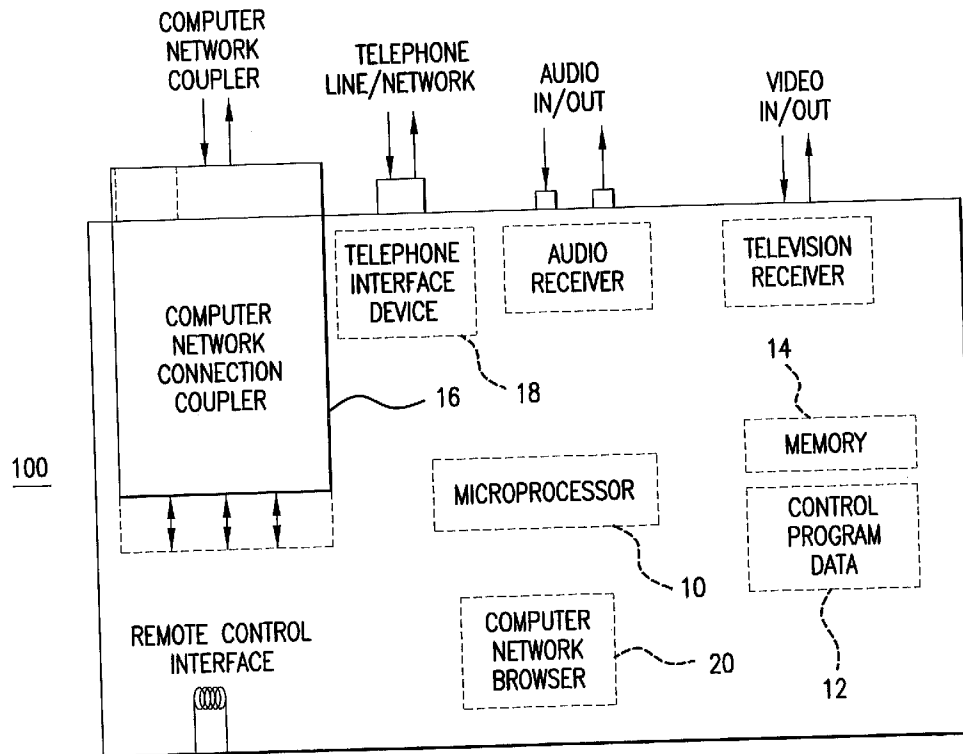 COMPUTER
NETWORK
COUPLER
TELEPHONE
LINE/NETWORK
AUDIO
IN/OUT
VIDEO
IN/OUT
TELEPHONE
INTERFACE
DEVICE
AUDIO
RECEIVER
TELEVISION
RECEIVER
COMPUTER
NETWORK
CONNECTION
COUPLER
16
18
14
MEMORY
100
MICROPROCESSOR
CONTROL
PROGRAM
DATA
10
REMOTE CONTROL
INTERFACE
COMPUTER
NETWORK
BROWSER
20
12